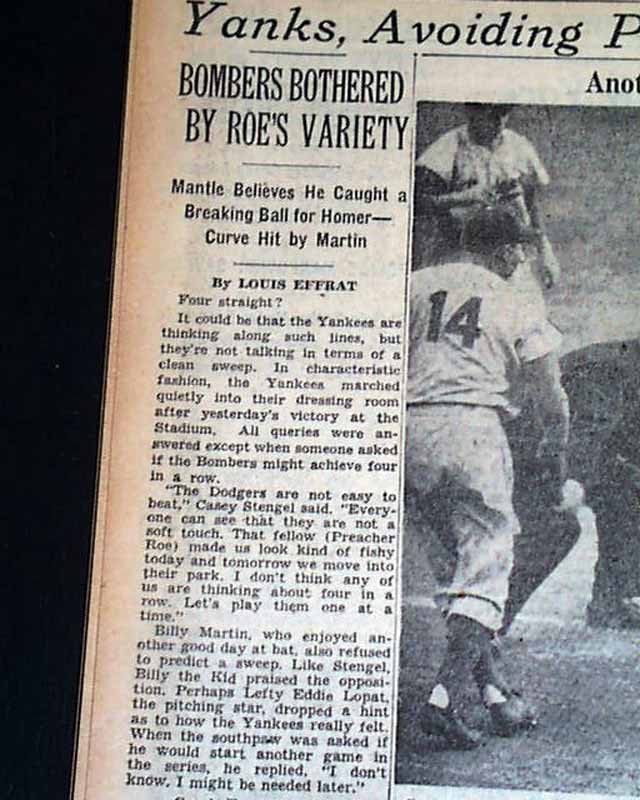 Yanks, Avoiding P
BOMBERS BOTHERED
BY ROE'S VARIETY
Mantle Believes He Caught a
Breaking Ball for Homer—
Curve Hit by Martin
By LOUIS EFFRAT
Four straight?
It could be that the Yankees are
thinking along such lines, but
they're not talking in terms of a
clean sweep. In characteristic
fashion, the Yankees marched
quietly into their dressing room
after yesterday's victory at the
Stadium. All queries were an-
swered except when someone asked
if the Bombers might achieve four
in a row.
"The Dodgers are not easy to
beat," Casey Stengel said. "Every-
one can see that they are not a
soft touch. That fellow (Preacher
Roe) made us look kind of fishy
today and tomorrow we move into
their park. I don't think any of
us are thinking about four in a
row. Let's play them one at a
time."
Billy Martin, who enjoyed an-
other good day at bat, also refused
to predict a sweep. Like Stengel,
Billy the Kid praised the opposi-
tion. Perhaps Lefty Eddie Lopat,
the pitching star, dropped a hint
as to how the Yankees really felt.
When the southpaw was asked if
he would start another game in
the series, he replied, "I don't
know. I might be needed later."
Anot
14